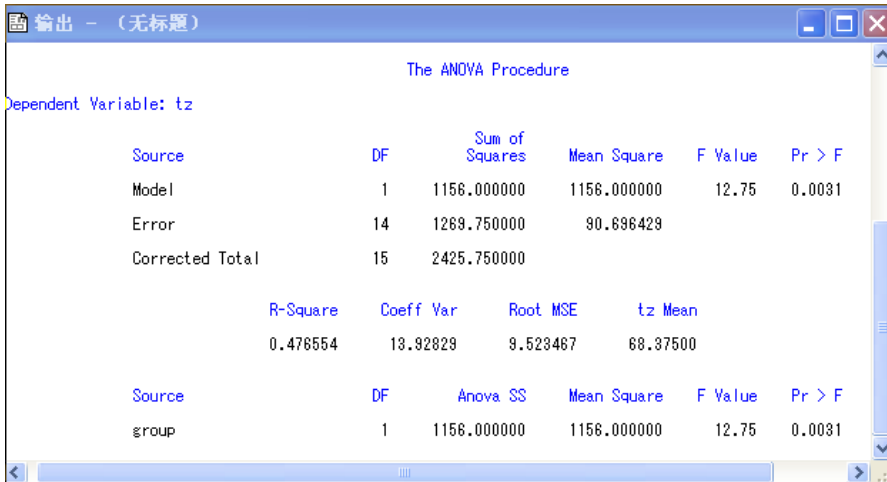 输出 - (无标题)
The ANOVA Procedure
Dependent Variable: tz
Sum of
Source DF Squares Mean Square F Value Pr > F
Model 1 1156.000000 1156.000000 12.75 0.0031
Error 14 1269.750000 90.696429
Corrected Total 15 2425.750000
R-Square Coeff Var Root MSE tz Mean
0.476554 13.92829 9.523467 68.37500
Source DF Anova SS Mean Square F Value Pr > F
group 1 1156.000000 1156.000000 12.75 0.0031